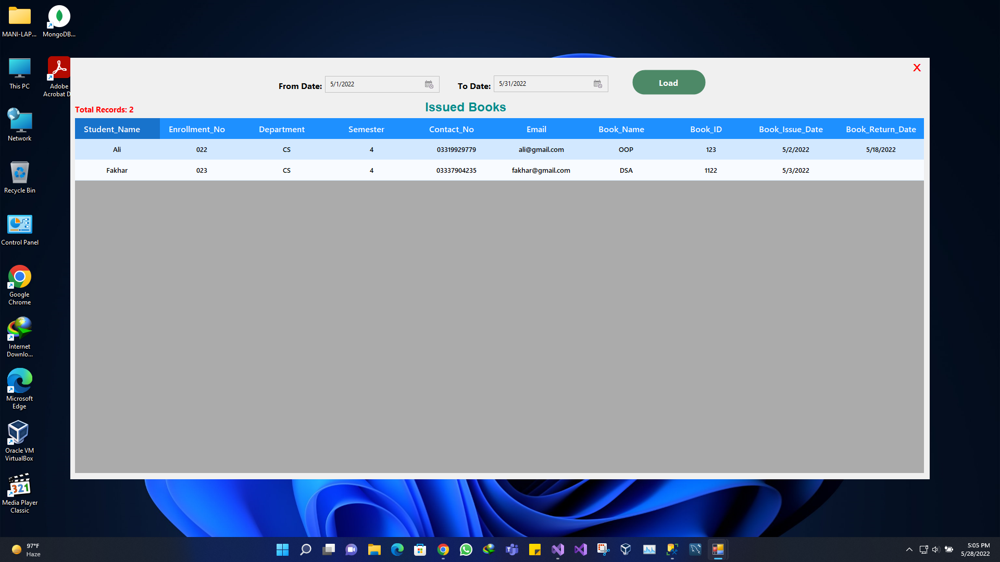 MANI-LAP...
MongoDB...
This PC
Adobe
Acrobat D
Network
Recycle Bin
Control Panel
Google
Chrome
Internet
Downlo...
Microsoft
Edge
Oracle VM
VirtualBox
321
Media Player
Classic
X
From Date: 5/1/2022 To Date: 5/31/2022 Load
Total Records: 2
Issued Books
Student_Name Enrollment_No Department Semester Contact_No Email Book_Name Book_ID Book_Issue_Date Book_Return_Date
Ali 022 CS 4 03319929779 ali@gmail.com OOP 123 5/2/2022 5/18/2022
Fakhar 023 CS 4 03337904235 fakhar@gmail.com DSA 1122 5/3/2022
97°F
Haze
5:05 PM
5/28/2022